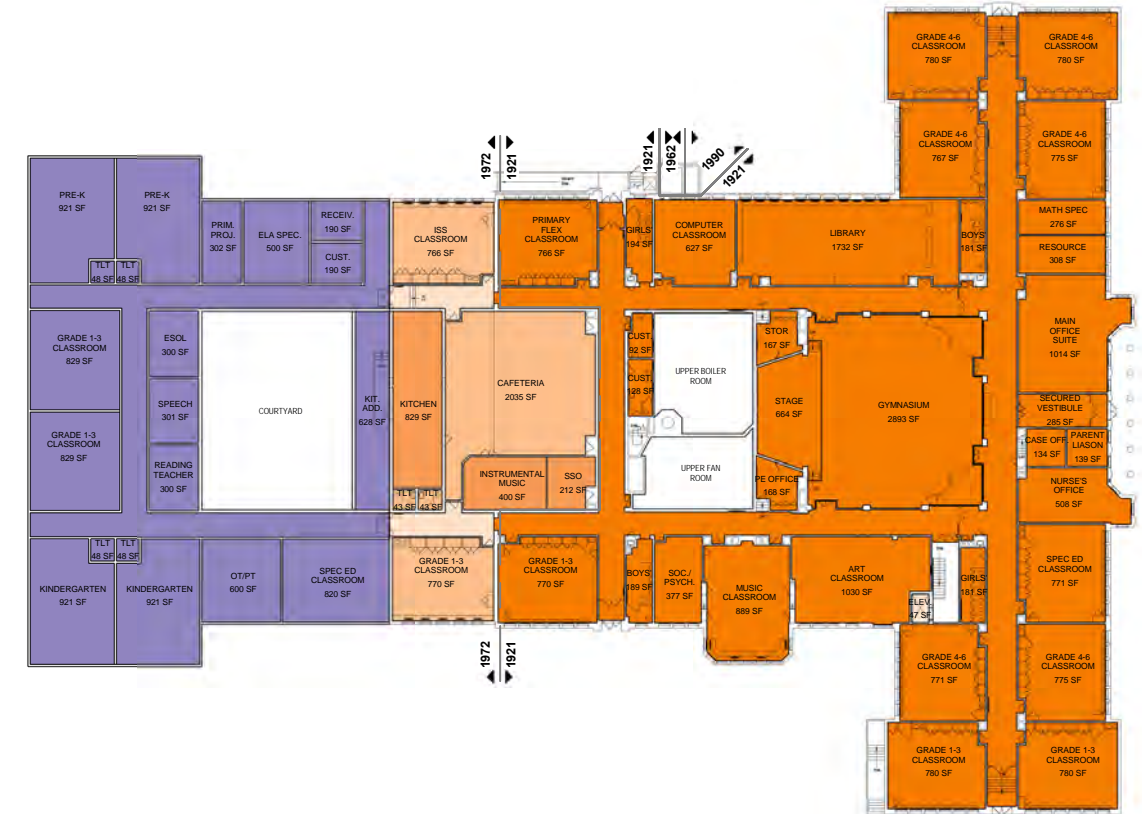 GRADE 4-6
CLASSROOM
780 SF
GRADE 4-6
CLASSROOM
780 SF
GRADE 4-6
CLASSROOM
767 SF
GRADE 4-6
CLASSROOM
775 SF
1972
1921
1921
1962
1990
1921
PRE-K
921 SF
PRE-K
921 SF
TLT
48 SF
TLT
48 SF
PRIM.
PROJ.
302 SF
ELA SPEC.
500 SF
RECEIV.
190 SF
CUST.
190 SF
ISS
CLASSROOM
766 SF
PRIMARY
FLEX
CLASSROOM
766 SF
GIRLS'
194 SF
COMPUTER
CLASSROOM
627 SF
LIBRARY
1732 SF
BOYS'
181 SF
MATH SPEC
276 SF
RESOURCE
308 SF
GRADE 1-3
CLASSROOM
829 SF
GRADE 1-3
CLASSROOM
829 SF
ESOL
300 SF
SPEECH
301 SF
READING
TEACHER
300 SF
COURTYARD
KIT.
ADD.
628 SF
KITCHEN
829 SF
CAFETERIA
2035 SF
INSTRUMENTAL
MUSIC
400 SF
SSO
212 SF
TLT
43 SF
TLT
43 SF
CUST.
92 SF
CUST.
128 SF
UPPER BOILER
ROOM
UPPER FAN
ROOM
STOR
167 SF
STAGE
664 SF
PE OFFICE
168 SF
GYMNASIUM
2893 SF
MAIN
OFFICE
SUITE
1014 SF
SECURED
VESTIBULE
285 SF
CASE OFF.
134 SF
PARENT
LIASON
139 SF
NURSE'S
OFFICE
508 SF
TLT
48 SF
TLT
48 SF
KINDERGARTEN
921 SF
KINDERGARTEN
921 SF
OT/PT
600 SF
SPEC ED
CLASSROOM
820 SF
GRADE 1-3
CLASSROOM
770 SF
GRADE 1-3
CLASSROOM
770 SF
BOYS'
189 SF
SOC./
PSYCH.
377 SF
MUSIC
CLASSROOM
889 SF
ART
CLASSROOM
1030 SF
ELEV.
47 SF
GIRLS'
181 SF
SPEC ED
CLASSROOM
771 SF
1972
1921
GRADE 4-6
CLASSROOM
771 SF
GRADE 4-6
CLASSROOM
775 SF
GRADE 1-3
CLASSROOM
780 SF
GRADE 1-3
CLASSROOM
780 SF